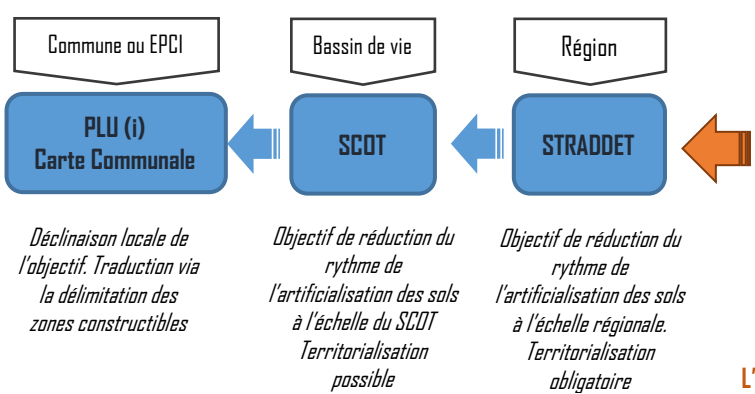 Commune ou EPCI
Bassin de vie
Région
PLU (i)
Carte Communale
SCOT
STRADDET
Déclinaison locale de
l'objectif. Traduction via
la délimitation des
zones constructibles
Objectif de réduction du
rythme de
l'artificialisation des sols
à l'échelle du SCOT
Territorialisation
possible
Objectif de réduction du
rythme de
l'artificialisation des sols
à l'échelle régionale.
Territorialisation
obligatoire
L'